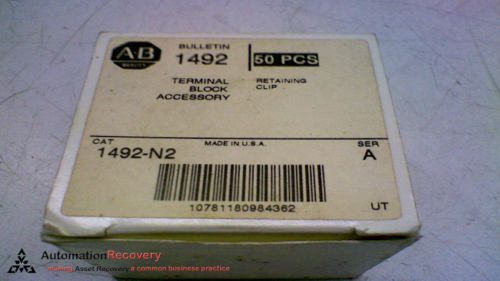 A-B
QUALITY
BULLETIN
1492
50 PCS
TERMINAL
BLOCK
ACCESSORY
RETAINING
CLIP
CAT
1492-N2
MADE IN U.S.A.
SER
A
10781180984362
UT
AutomationRecovery
making Asset Recovery a common business practice